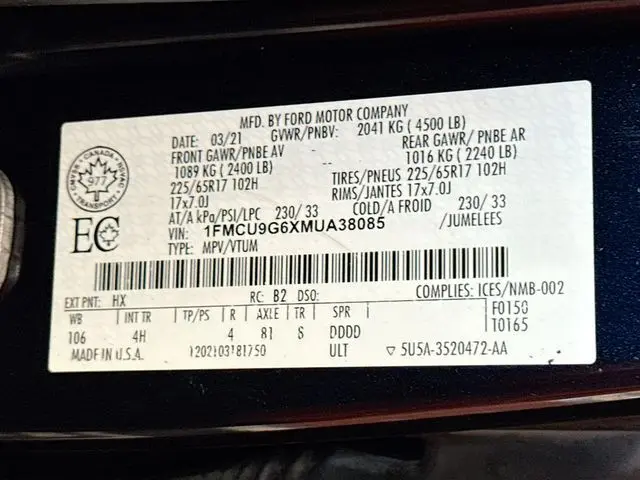 MFD. BY FORD MOTOR COMPANY
DATE: 03/21 GVWR/PNBV: 2041 KG ( 4500 LB)
FRONT GAWR/PNBE AV -- REAR GAWR/ PNBE AR
1089 KG ( 2400 LB) 1016 KG ( 2240 LB)
225/65R17 102H TIRES/PNEUS 225/65R17 102H
17x7.0J RIMS/JANTES 17x7.0J
AT/A kPa/PSI/LPC 230/ 33 COLD/A FROID 230/ 33
VIN: 1FMCU9G6XMUA38085 /JUMELEES
TYPE: MPV/VTUM
CANADA
977
TRANSPORT
EC
EXT PNT: HX RC: B2 DSO: COMPLIES: ICES/NMB-002
WB INT TR TP/PS R AXLE TR SPR F0150
106 4H 4 81 8 DDDD T0165
MADE IN U.S.A. 1202103181750 ULT ▽ 5U5A-3520472-AA